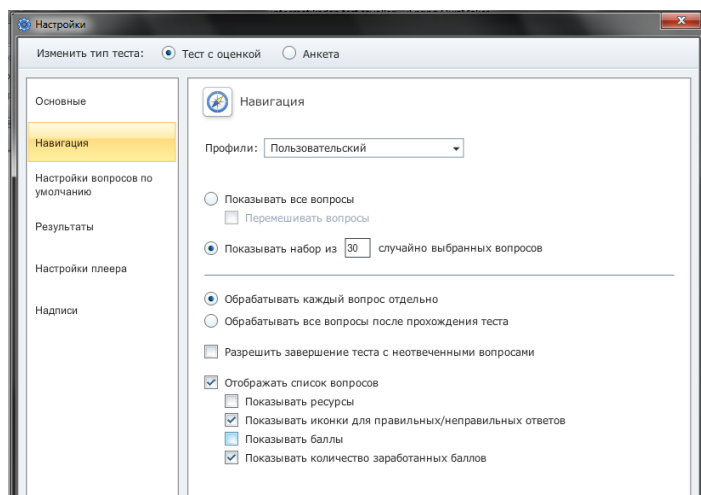 Настройки
Изменить тип теста: Тест с оценкой Анкета
Основные
Навигация
Настройки вопросов по
умолчанию
Результаты
Настройки плеера
Надписи
Навигация
Профили: Пользовательский
Показывать все вопросы
Перемешивать вопросы
Показывать набор из 30 случайно выбранных вопросов
Обрабатывать каждый вопрос отдельно
Обрабатывать все вопросы после прохождения теста
Разрешить завершение теста с неотвеченными вопросами
Отображать список вопросов
Показывать ресурсы
Показывать иконки для правильных/неправильных ответов
Показывать баллы
Показывать количество заработанных баллов